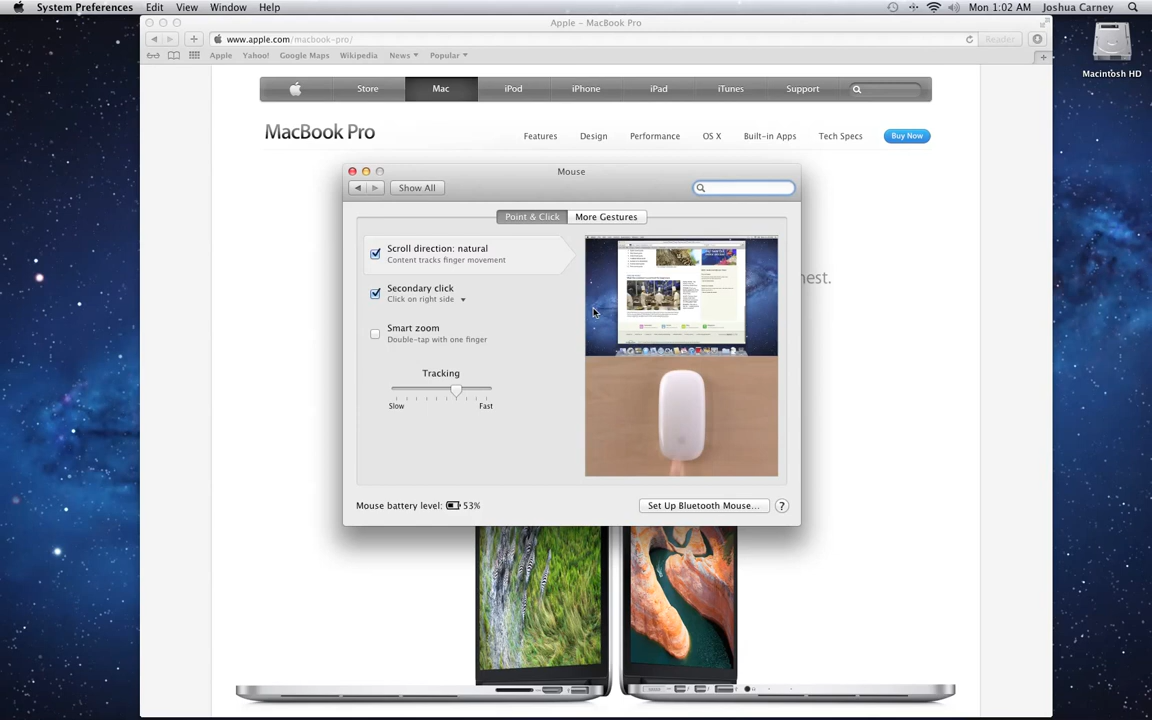 System Preferences Edit View Window Help
Mon 1:02 AM Joshua Carney
Apple – MacBook Pro
www.apple.com/macbook-pro/
Reader
Apple Yahoo! Google Maps Wikipedia News Popular
Macintosh HD
Store Mac iPod iPhone iPad iTunes Support
MacBook Pro
Features Design Performance OS X Built-in Apps Tech Specs Buy Now
Mouse
Show All
Point & Click More Gestures
Scroll direction: natural
Content tracks finger movement
Secondary click
Click on right side
Smart zoom
Double-tap with one finger
nest.
Tracking
Slow Fast
Mouse battery level: 53%
Set Up Bluetooth Mouse... ?